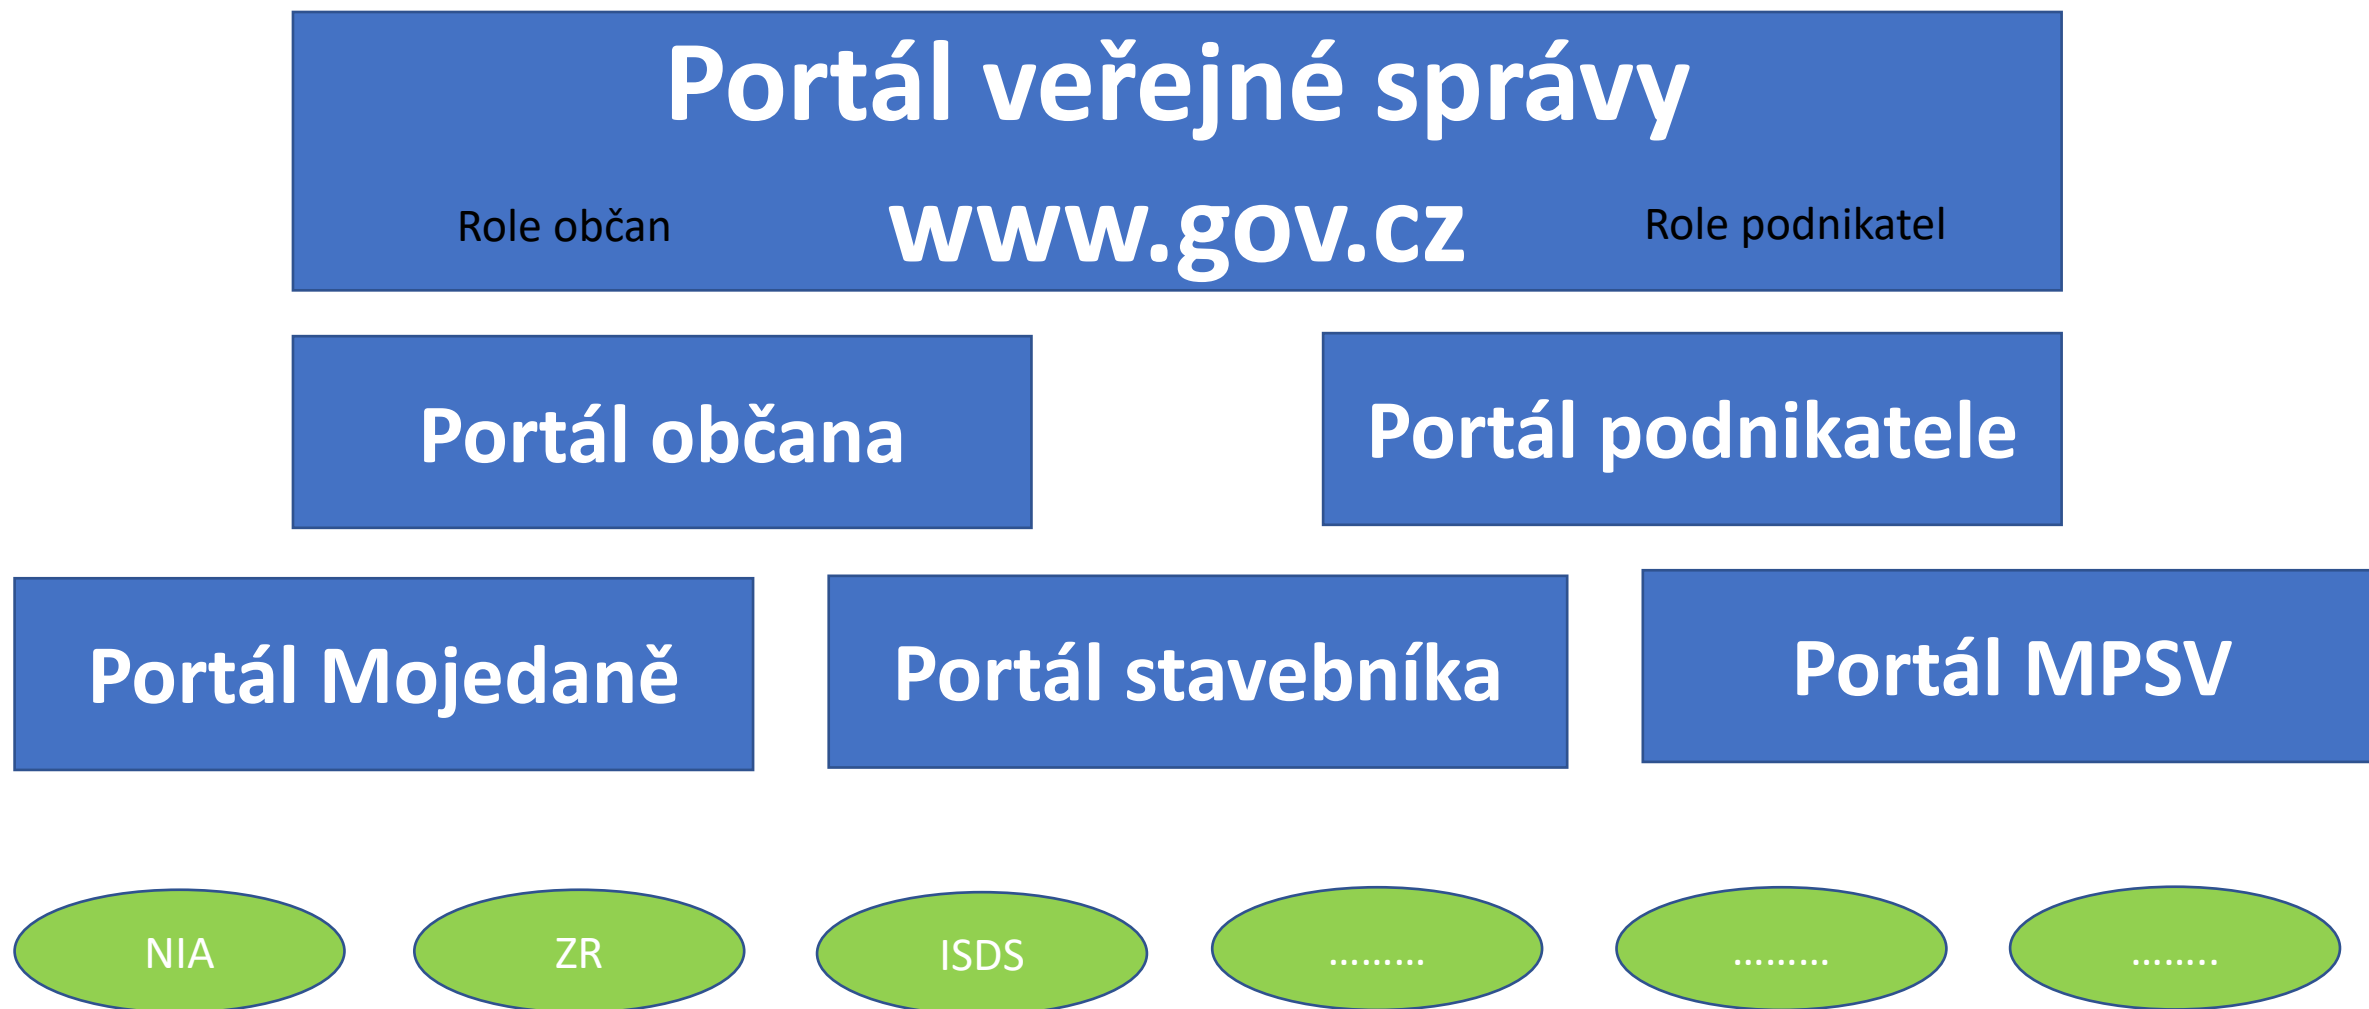 Portál veřejné správy
Role občan
www.gov.cz
Role podnikatel
Portál občana
Portál podnikatele
Portál Mojedaně
Portál stavebníka
Portál MPSV
NIA
ZR
ISDS
………
………
……..